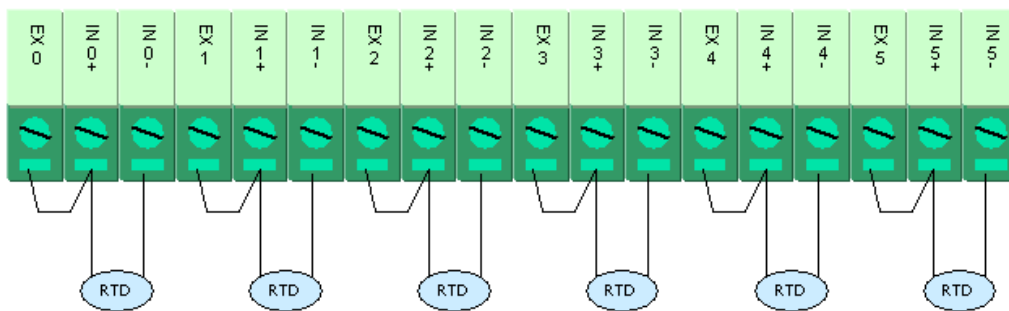 EX 0
IN 0+
IN 0-
EX 1
IN 1+
IN 1-
EX 2
IN 2+
IN 2-
EX 3
IN 3+
IN 3-
EX 4
IN 4+
IN 4-
EX 5
IN 5+
IN 5-
RTD
RTD
RTD
RTD
RTD
RTD